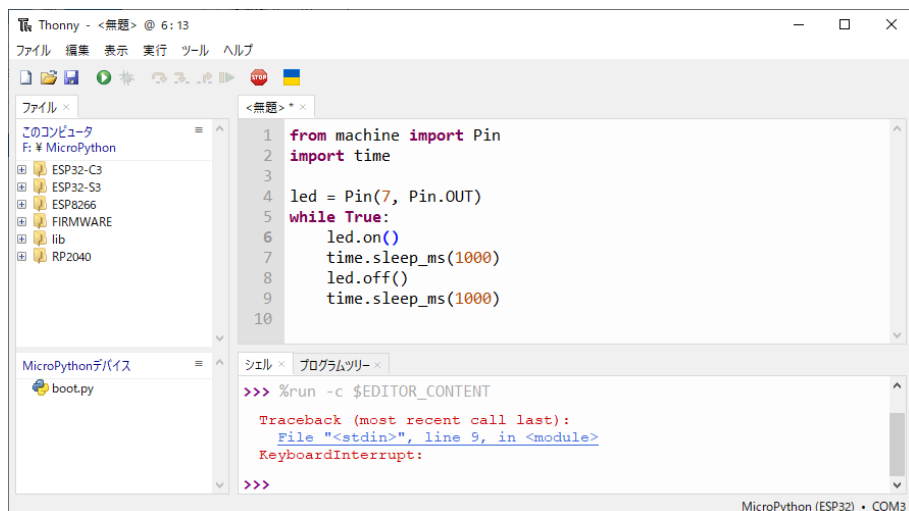 Thonny - <無題> @ 6:13
ファイル 編集 表示 実行 ツール ヘルプ
STOP
ファイル
このコンピュータ
F: ¥ MicroPython
ESP32-C3
ESP32-S3
ESP8266
FIRMWARE
lib
RP2040
MicroPythonデバイス
boot.py
<無題> *
1 from machine import Pin
2 import time
3
4 led = Pin(7, Pin.OUT)
5 while True:
6     led.on()
7     time.sleep_ms(1000)
8     led.off()
9     time.sleep_ms(1000)
10
シェル プログラムツリー
>>> %run -c $EDITOR_CONTENT
Traceback (most recent call last):
  File "<stdin>", line 9, in <module>
KeyboardInterrupt:
>>>
MicroPython (ESP32) • COM3